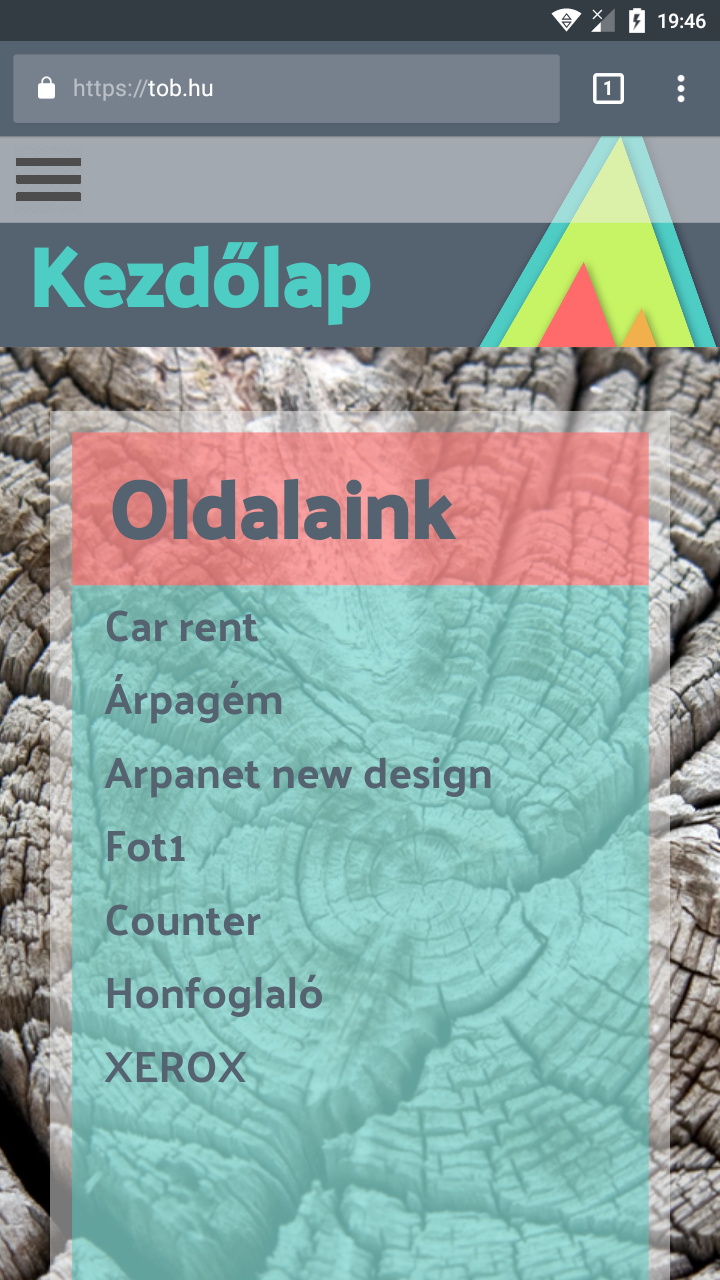 19:46
https://tob.hu
1
Kezdőlap
Oldalaink
Car rent
Árpagém
Arpanet new design
Fot1
Counter
Honfoglaló
XEROX